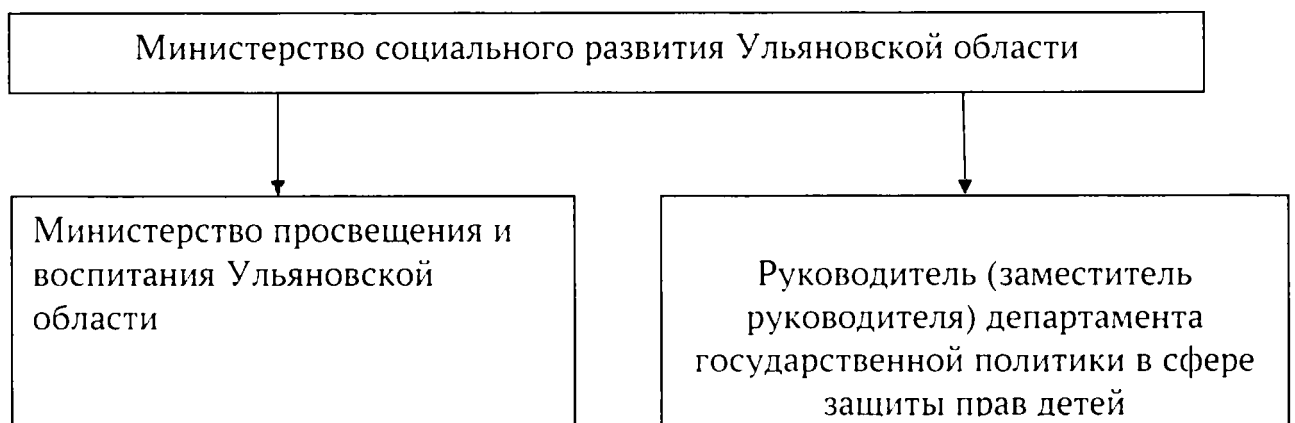 Министерство социального развития Ульяновской области
Министерство просвещения и
воспитания Ульяновской
области
Руководитель (заместитель
руководителя) департамента
государственной политики в сфере
защиты прав детей